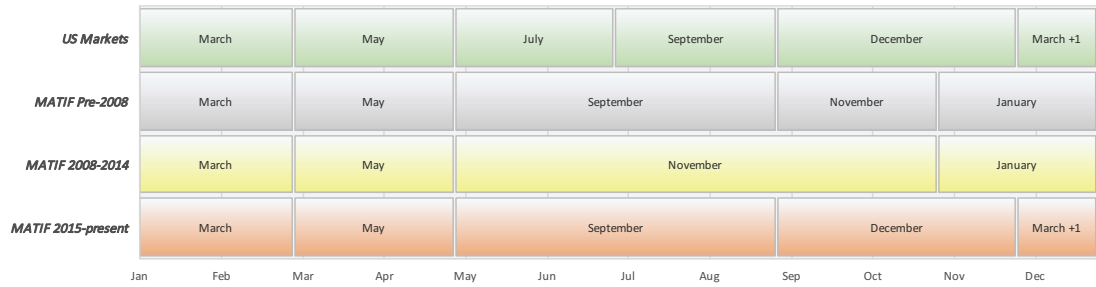 US Markets March May July September December March +1
MATIF Pre-2008 March May September November January
MATIF 2008-2014 March May November January
MATIF 2015-present March May September December March +1
Jan Feb Mar Apr May Jun Jul Aug Sep Oct Nov Dec